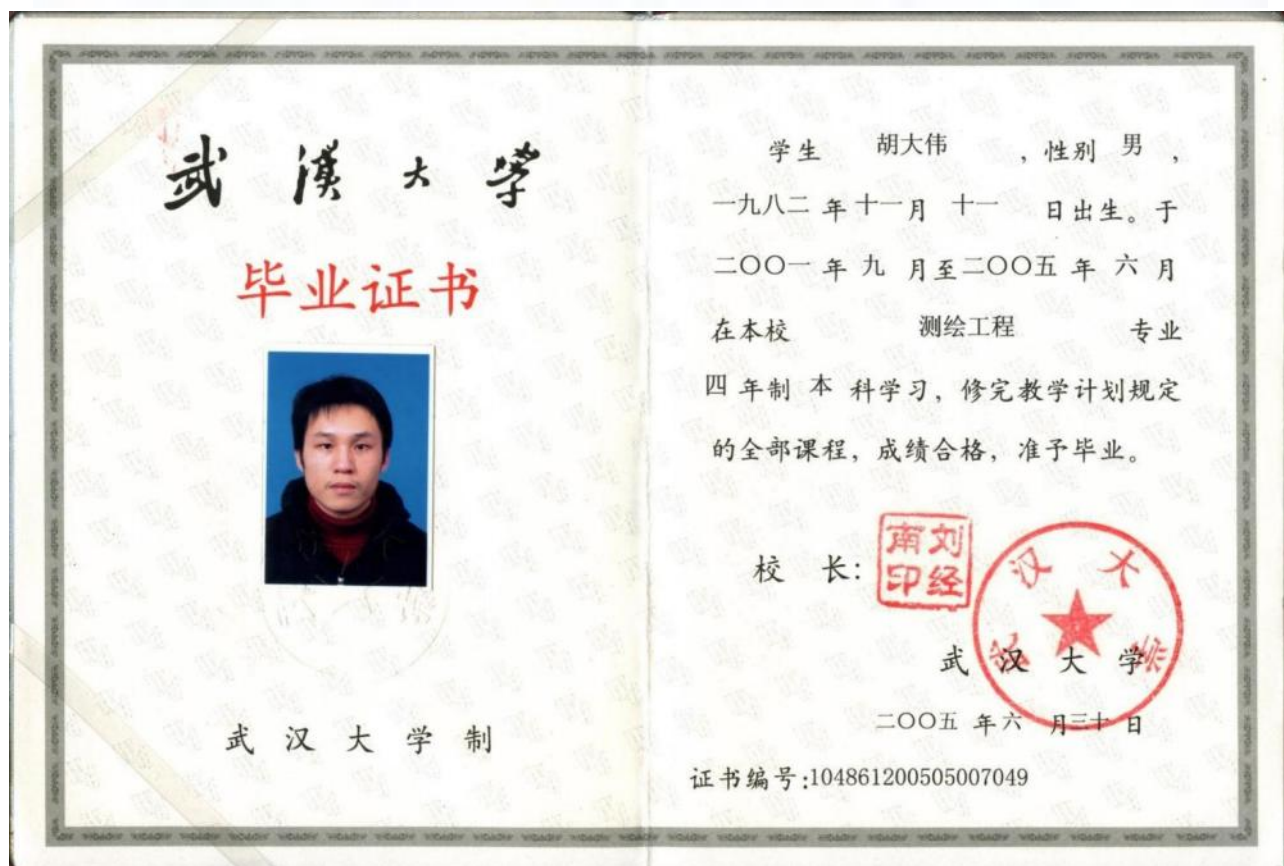 武漢大学
毕业证书
武汉大学制
学生 胡大伟 ，性别 男 ，
一九八二 年 十一 月 十一 日出生。于
二〇〇一 年 九 月至 二〇〇五 年 六 月
在本校 测绘工程 专业
四 年制 本 科学习，修完教学计划规定
的全部课程，成绩合格，准予毕业。
校 长：
刘经南印
武汉大学
武 汉 大 学
二〇〇五 年 六 月 三十 日
证书编号:104861200505007049